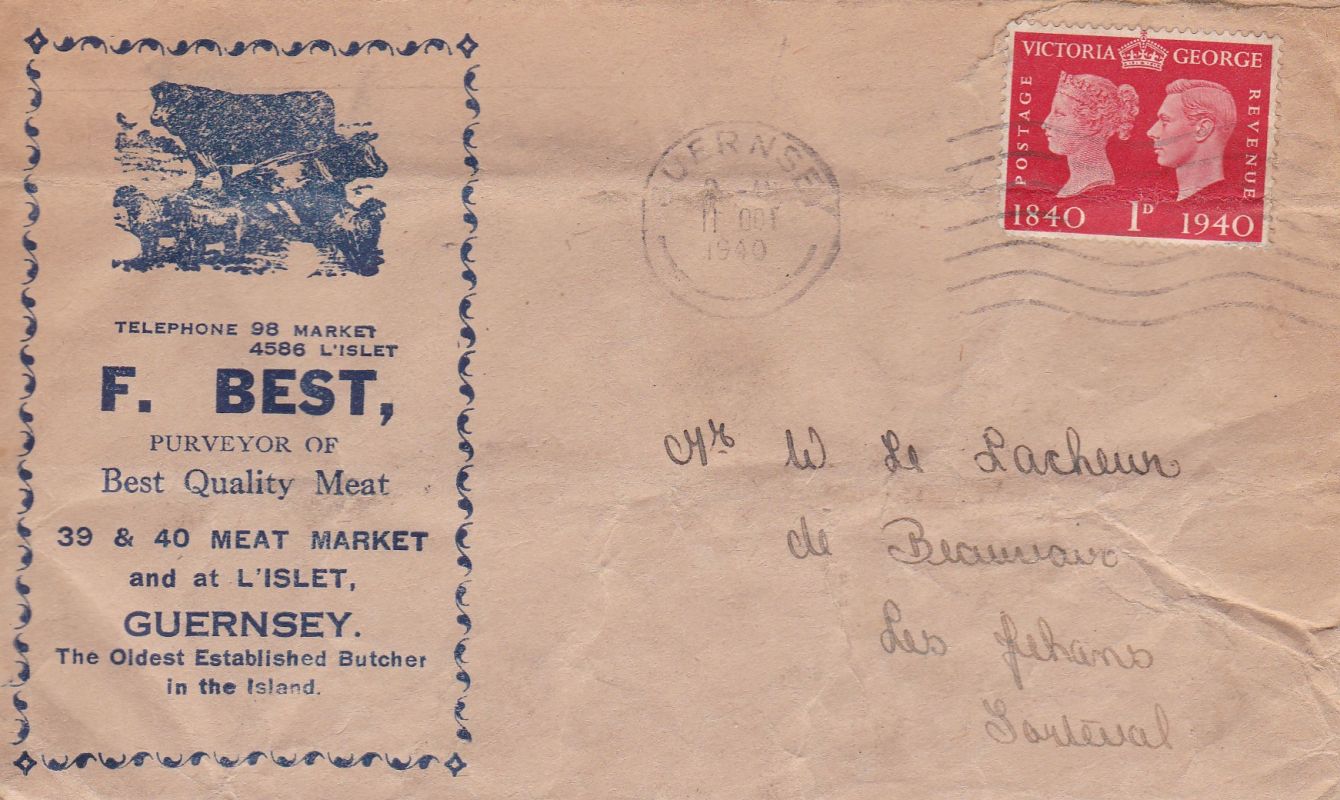 TELEPHONE 98 MARKET
4586 L'ISLET
F. BEST,
PURVEYOR OF
Best Quality Meat
39 & 40 MEAT MARKET
and at L'ISLET,
GUERNSEY.
The Oldest Established Butcher
in the Island.
UERNSE
11 OCT
1940
VICTORIA GEORGE
POSTAGE
REVENUE
1840 1D 1940
Mr W Le Lacheur
de Beauvoir
Les Jehans
Torteval